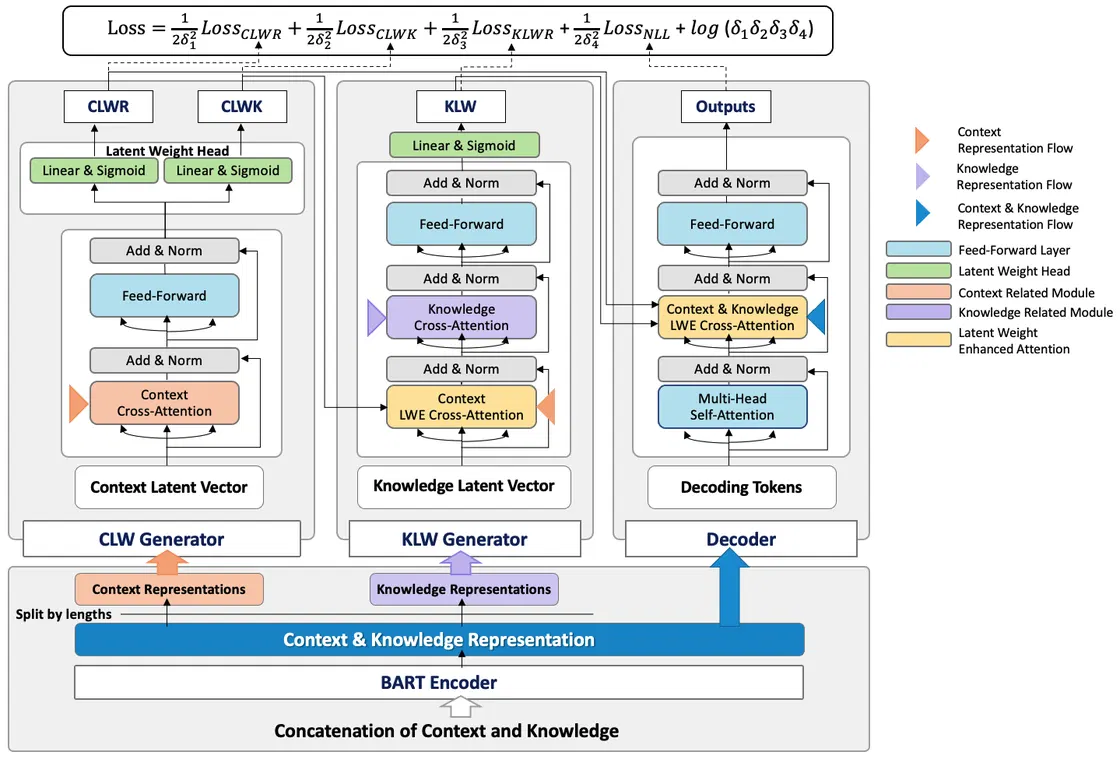 Loss = 1/2δ₁² Loss_CLWR + 1/2δ₂² Loss_CLWK + 1/2δ₃² Loss_KLWR + 1/2δ₄² Loss_NLL + log (δ₁δ₂δ₃δ₄)
CLWR
CLWK
Latent Weight Head
Linear & Sigmoid
Linear & Sigmoid
Add & Norm
Feed-Forward
Add & Norm
Context
Cross-Attention
Context Latent Vector
CLW Generator
KLW
Linear & Sigmoid
Add & Norm
Feed-Forward
Add & Norm
Knowledge
Cross-Attention
Add & Norm
Context
LWE Cross-Attention
Knowledge Latent Vector
KLW Generator
Outputs
Add & Norm
Feed-Forward
Add & Norm
Context & Knowledge
LWE Cross-Attention
Add & Norm
Multi-Head
Self-Attention
Decoding Tokens
Decoder
Context Representations
Knowledge Representations
Split by lengths
Context & Knowledge Representation
BART Encoder
Concatenation of Context and Knowledge
Context
Representation Flow
Knowledge
Representation Flow
Context & Knowledge
Representation Flow
Feed-Forward Layer
Latent Weight Head
Context Related Module
Knowledge Related Module
Latent Weight
Enhanced Attention